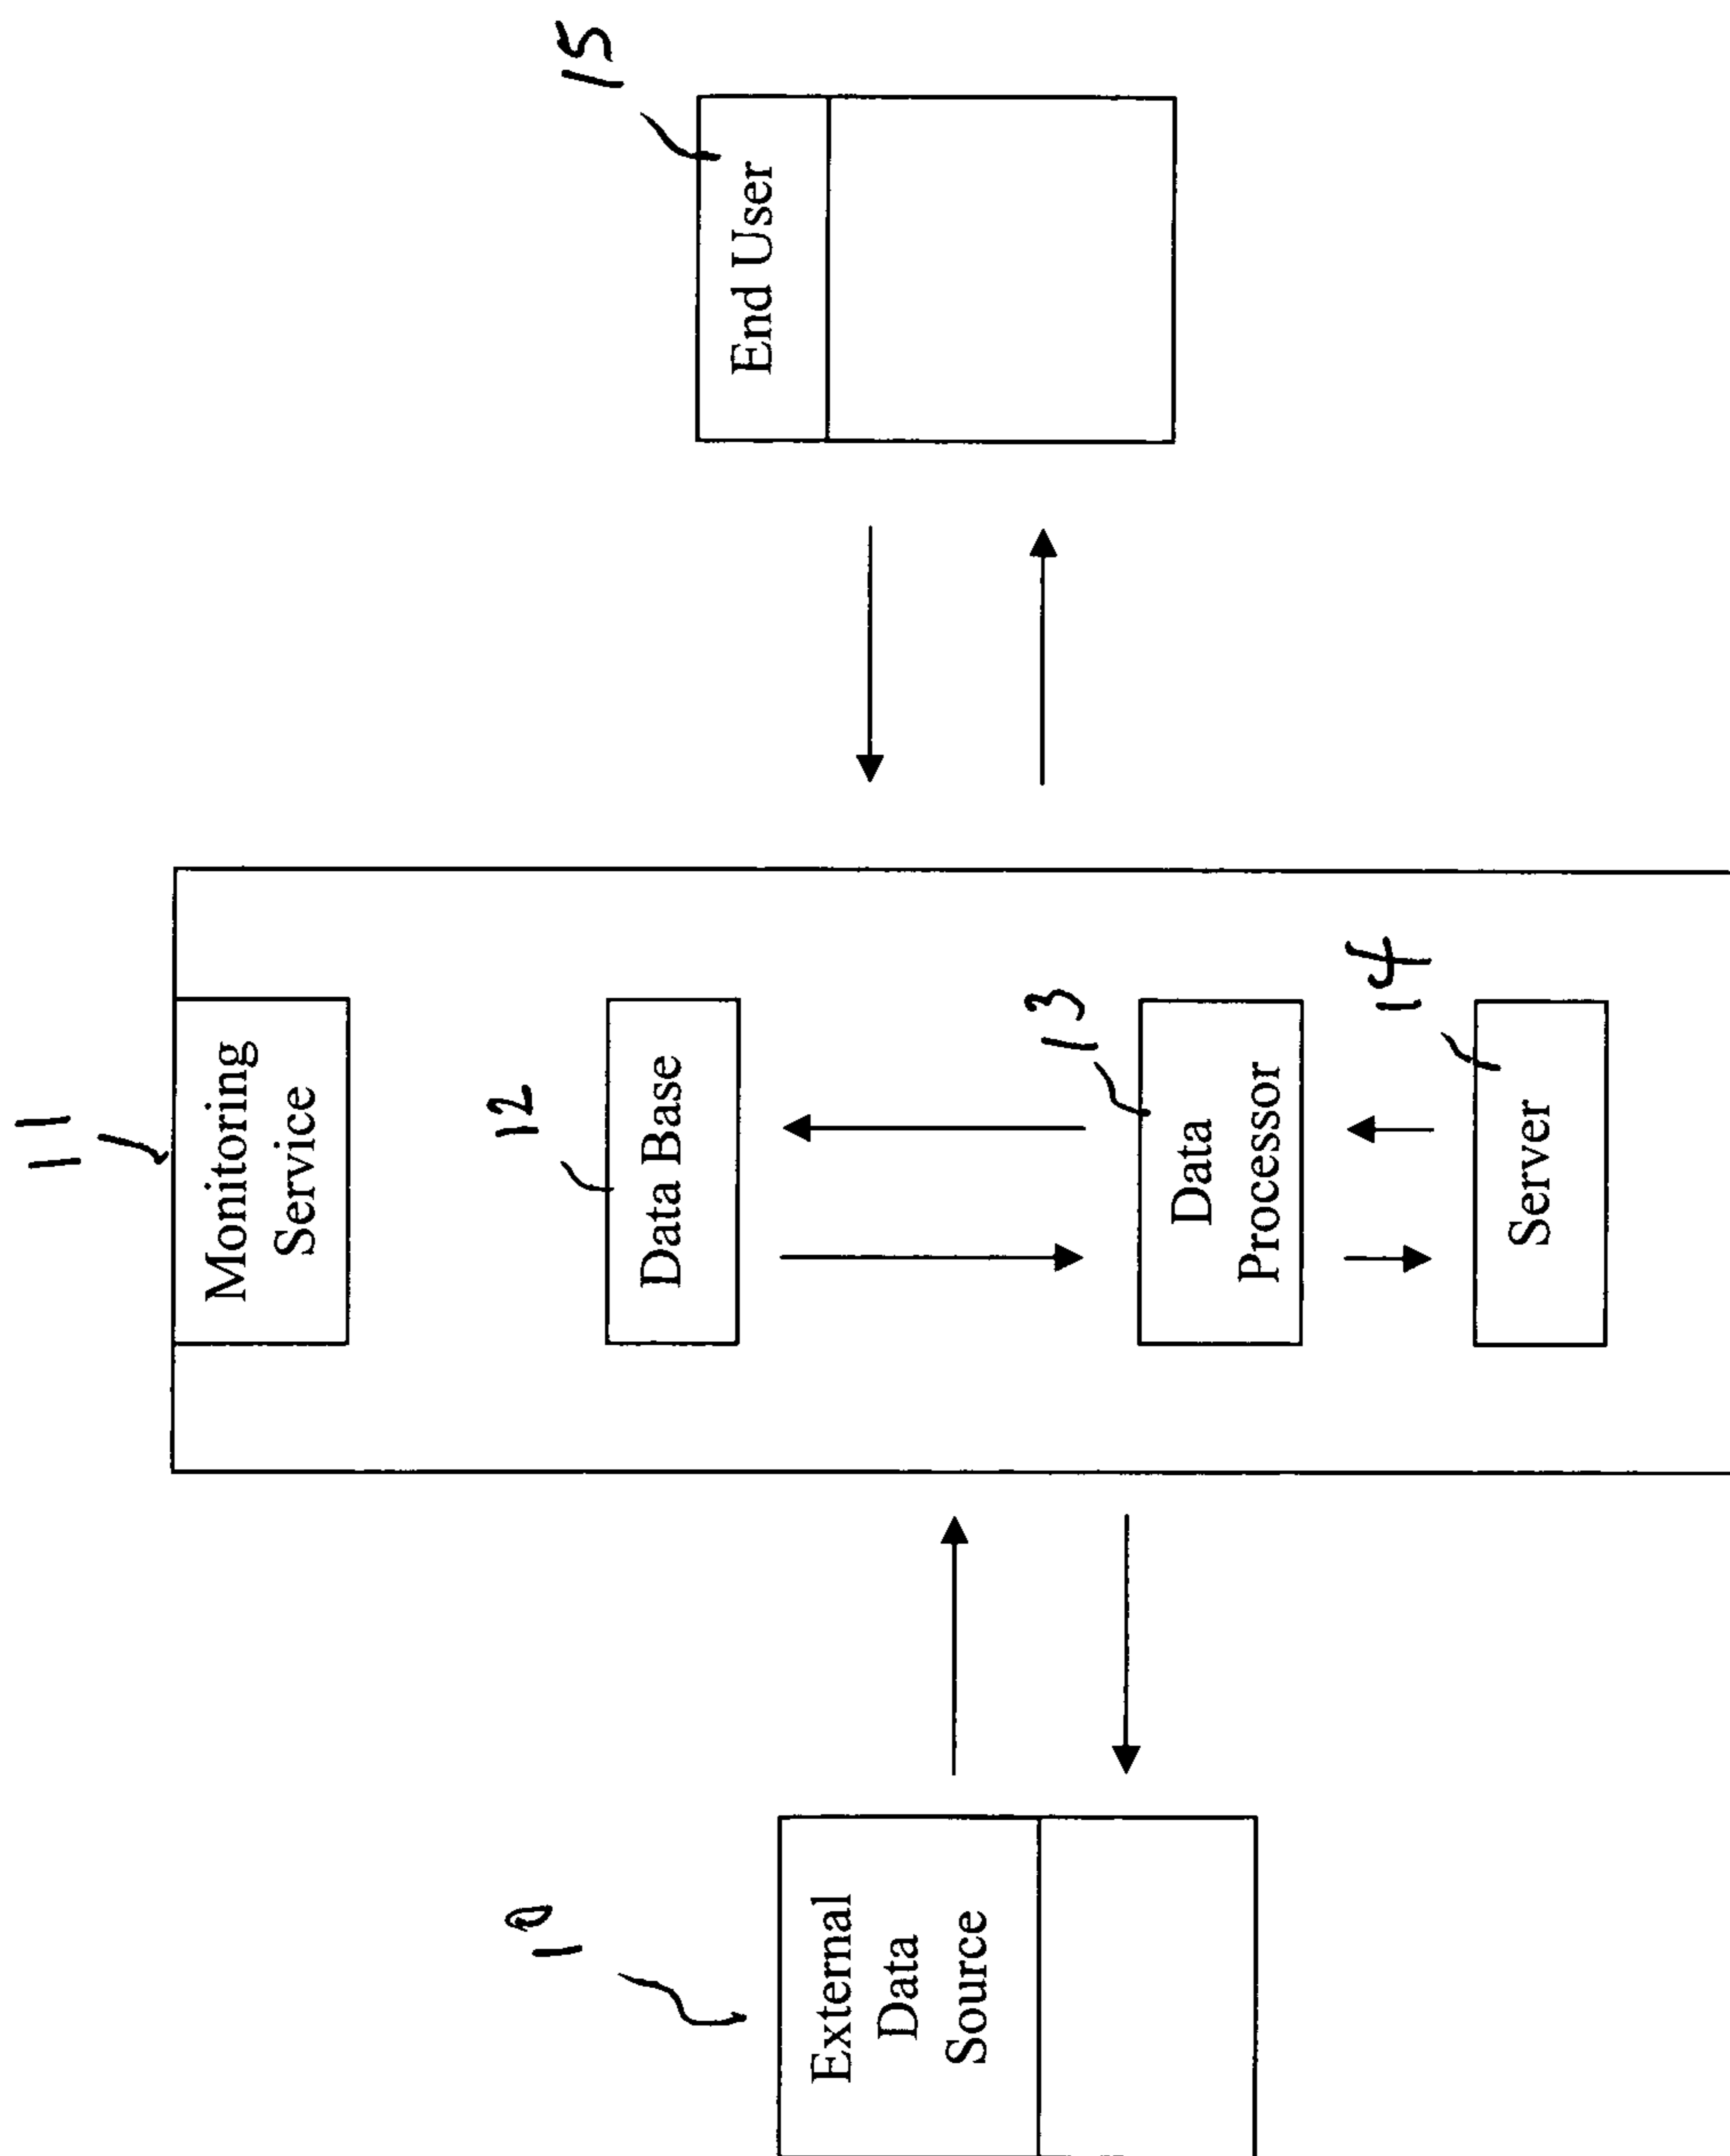 10
External
Data
Source
11
Monitoring
Service
12
Data Base
13
Data
Processor
14
Server
15
End User